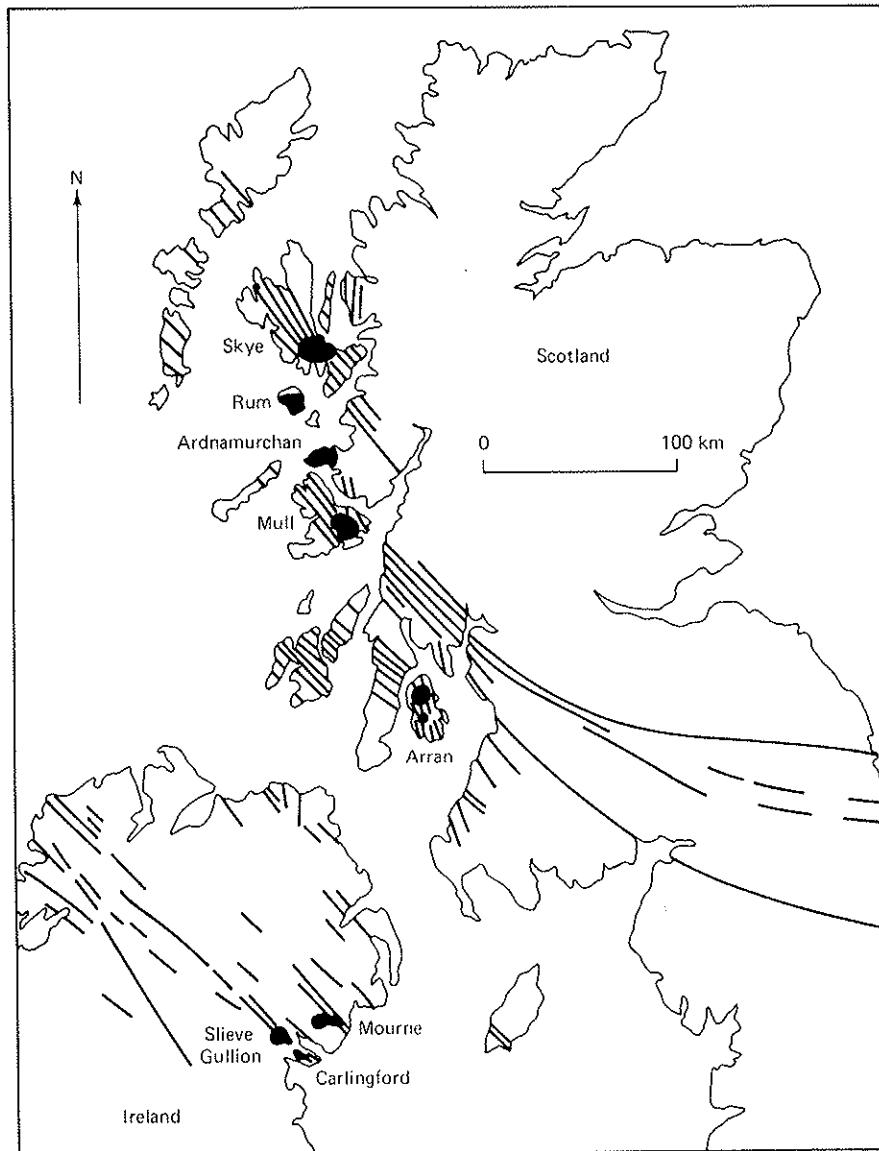 N
Skye
Scotland
Rum
Ardnamurchan
0 100 km
Mull
Arran
Mourne
Slieve
Gullion
Carlingford
Ireland